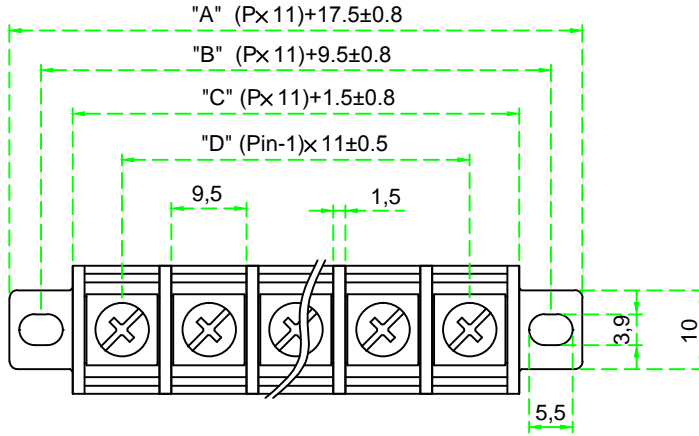 "A" (P×11)+17.5±0.8
"B" (P×11)+9.5±0.8
"C" (P×11)+1.5±0.8
"D" (Pin-1)×11±0.5
9,5
1,5
3,9
10
5,5